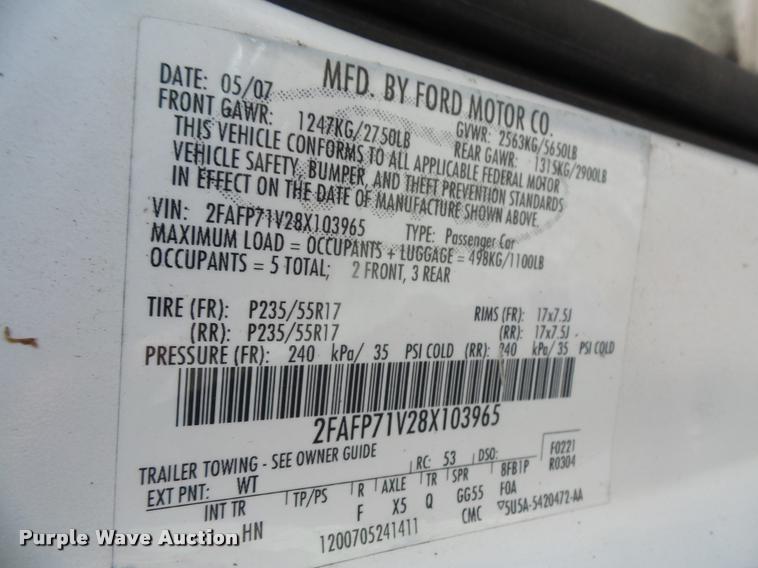 MFD. BY FORD MOTOR CO.
DATE: 05/07 GVWR: 2563KG/5650LB
FRONT GAWR: 1247KG/2750LB REAR GAWR: 1315KG/2900LB
THIS VEHICLE CONFORMS TO ALL APPLICABLE FEDERAL MOTOR
VEHICLE SAFETY, BUMPER, AND THEFT PREVENTION STANDARDS
IN EFFECT ON THE DATE OF MANUFACTURE SHOWN ABOVE.
VIN: 2FAFP71V28X103965 TYPE: Passenger Car
MAXIMUM LOAD = OCCUPANTS + LUGGAGE = 498KG/1100LB
OCCUPANTS = 5 TOTAL; 2 FRONT, 3 REAR
TIRE (FR): P235/55R17 RIMS (FR): 17x7.5J
(RR): P235/55R17 (RR): 17x7.5J
PRESSURE (FR): 240 kPa/ 35 PSI COLD (RR): 240 kPa/ 35 PSI COLD
2FAFP71V28X103965
TRAILER TOWING - SEE OWNER GUIDE RC: 53 DSO: F0221
EXT PNT: WT R0304
INT TR TP/PS R AXLE TR SPR 8FB1P
HN F X5 Q GG55 FOA
1200705241411 CMC ▽5U5A-5420472-AA
Purple Wave Auction